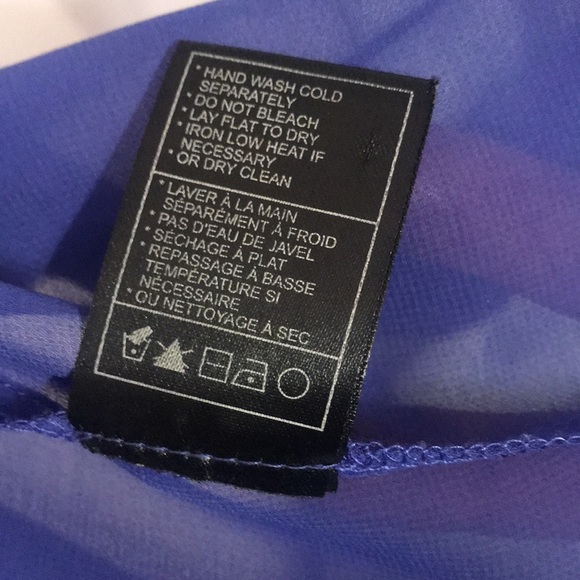 * HAND WASH COLD
SEPARATELY
* DO NOT BLEACH
* LAY FLAT TO DRY
* IRON LOW HEAT IF
NECESSARY
* OR DRY CLEAN
* LAVER À LA MAIN
SÉPARÉMENT À FROID
* PAS D'EAU DE JAVEL
* SÉCHAGE À PLAT
* REPASSAGE À BASSE
TEMPÉRATURE SI
NÉCESSAIRE
* OU NETTOYAGE À SEC